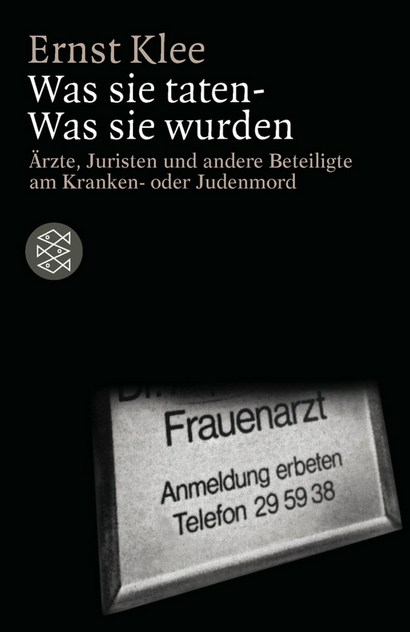 Ernst Klee
Was sie taten-
Was sie wurden
Ärzte, Juristen und andere Beteiligte
am Kranken- oder Judenmord
Dr.
Frauenarzt
Anmeldung erbeten
Telefon 29 59 38